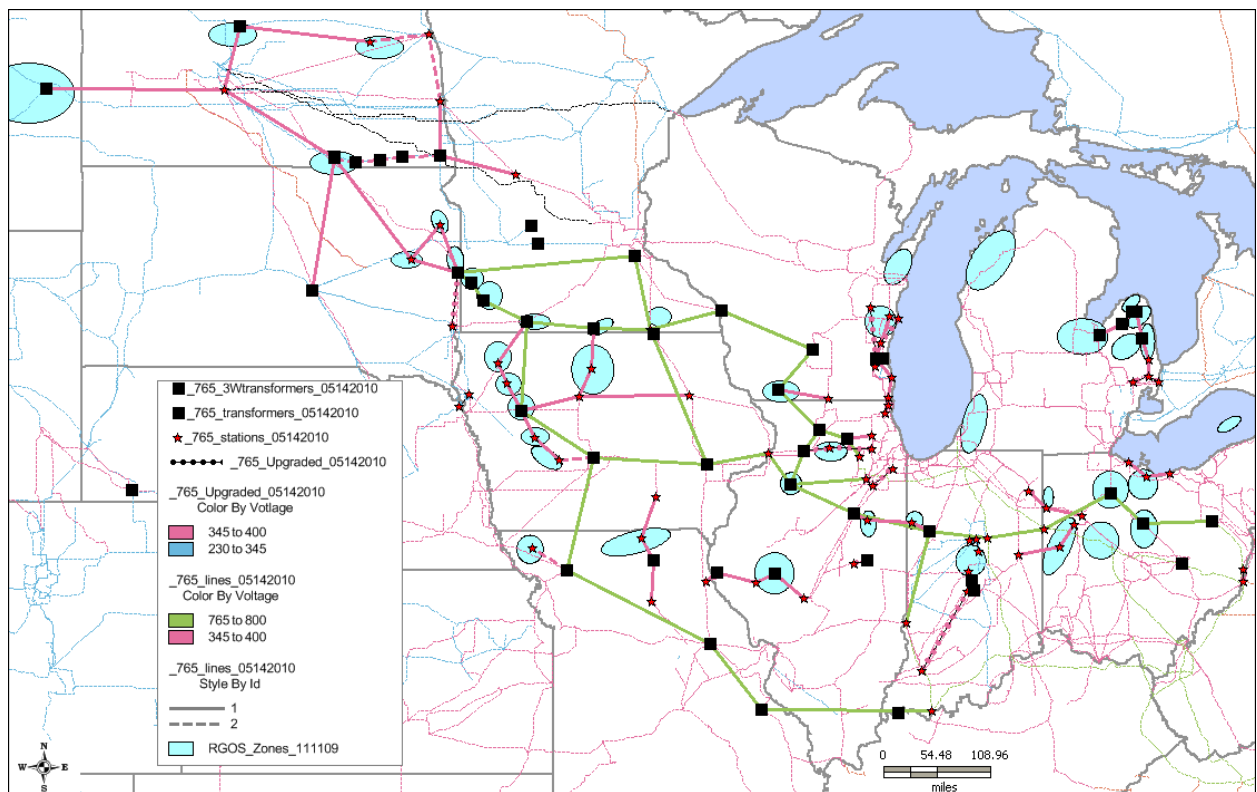 _765_3Wtransformers_05142010
_765_transformers_05142010
_765_stations_05142010
_765_Upgraded_05142010
_765_Upgraded_05142010
Color By Votlage
345 to 400
230 to 345
_765_lines_05142010
Color By Voltage
765 to 800
345 to 400
_765_lines_05142010
Style By Id
1
2
RGOS_Zones_111109
N
W E
S
0 54.48 108.96
miles